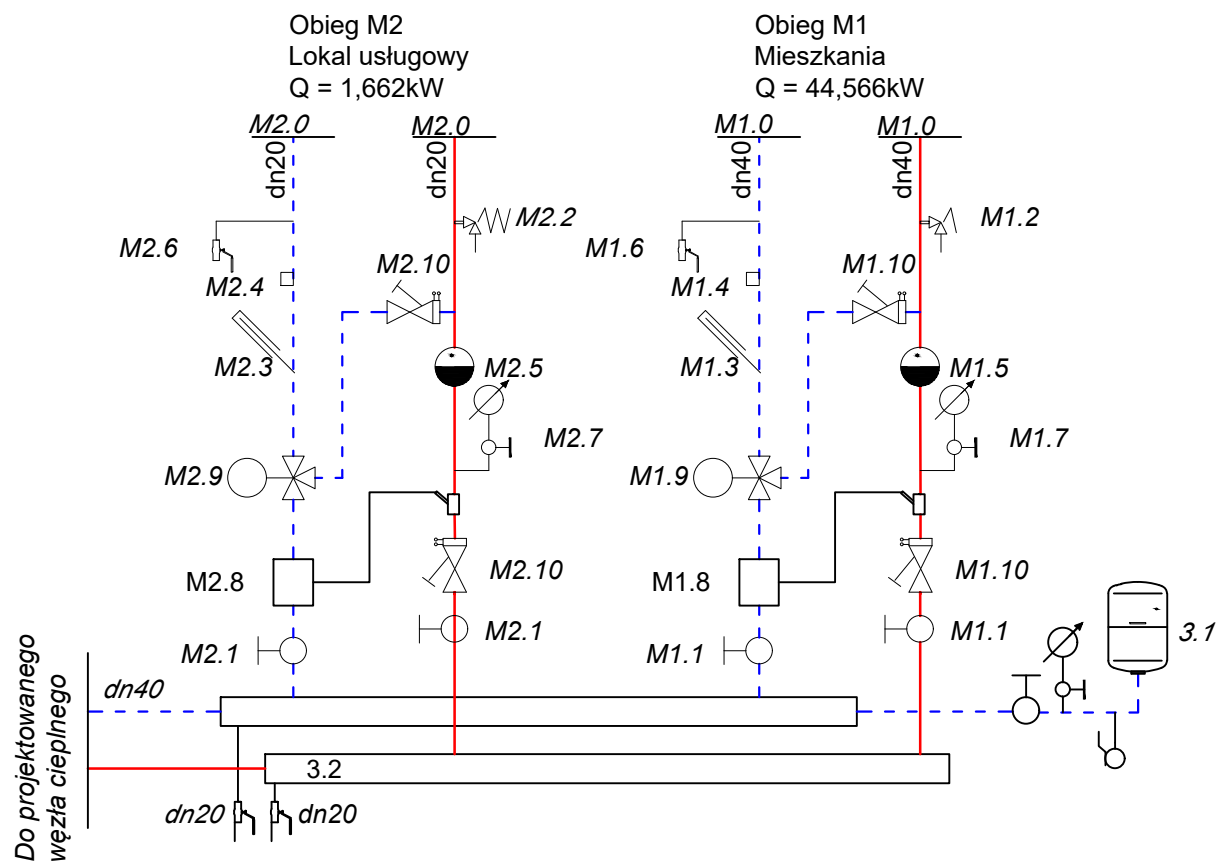 Obieg M2
Lokal usługowy
Q = 1,662kW
Obieg M1
Mieszkania
Q = 44,566kW
M2.0
M2.0
M1.0
M1.0
dn20
dn20
dn40
dn40
M2.2
M1.2
M2.6
M1.6
M2.10
M1.10
M2.4
M1.4
M2.3
M2.5
M1.3
M1.5
M2.7
M1.7
M2.9
M1.9
M2.8
M2.10
M1.8
M1.10
M2.1
M2.1
M1.1
M1.1
3.1
dn40
3.2
dn20
dn20
Do projektowanego
węzła cieplnego